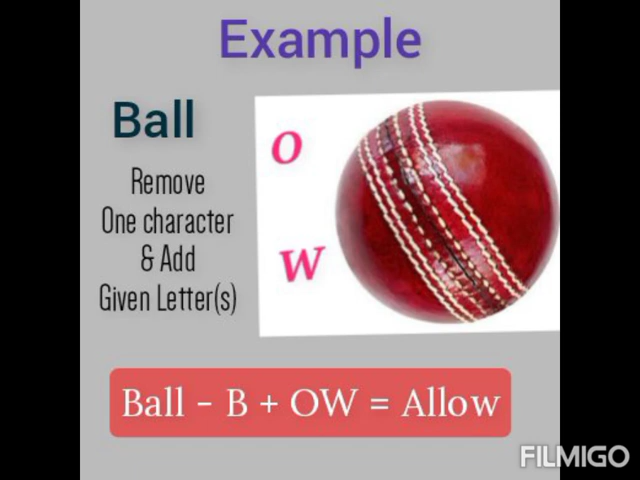 Example
Ball
Remove
One character
& Add
Given Letter(s)
O
W
Ball - B + OW = Allow
FILMIGO